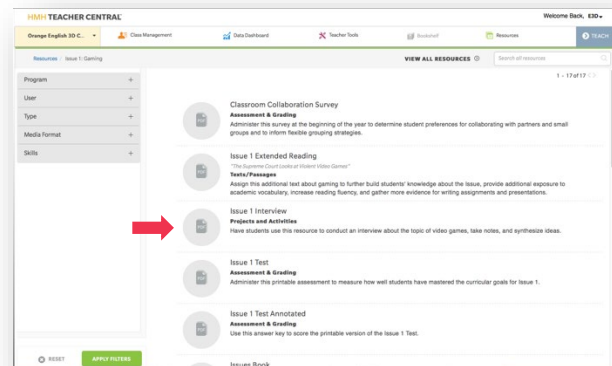 HMH TEACHER CENTRAL
Welcome Back, E3D
Orange English 3D C..
Class Management
Data Dashboard
Teacher Tools
Bookshelf
Resources
TEACH
Resources
Issue 1: Gaming
VIEW ALL RESOURCES
Search all resources
1 - 17 of 17
Program +
User +
Type +
Media Format +
Skills +
PDF
Classroom Collaboration Survey
Assessment & Grading
Administer this survey at the beginning of the year to determine student preferences for collaborating with partners and small
groups and to inform flexible grouping strategies.
PDF
Issue 1 Extended Reading
"The Supreme Court Looks at Violent Video Games"
Texts/Passages
Assign this additional text about gaming to further build students' knowledge about the issue, provide additional exposure to
academic vocabulary, increase reading fluency, and gather more evidence for writing assignments and presentations.
PDF
Issue 1 Interview
Projects and Activities
Have students use this resource to conduct an interview about the topic of video games, take notes, and synthesize ideas.
PDF
Issue 1 Test
Assessment & Grading
Administer this printable assessment to measure how well students have mastered the curricular goals for Issue 1.
PDF
Issue 1 Test Annotated
Assessment & Grading
Use this answer key to score the printable version of the Issue 1 Test.
Issues Book
RESET
APPLY FILTERS